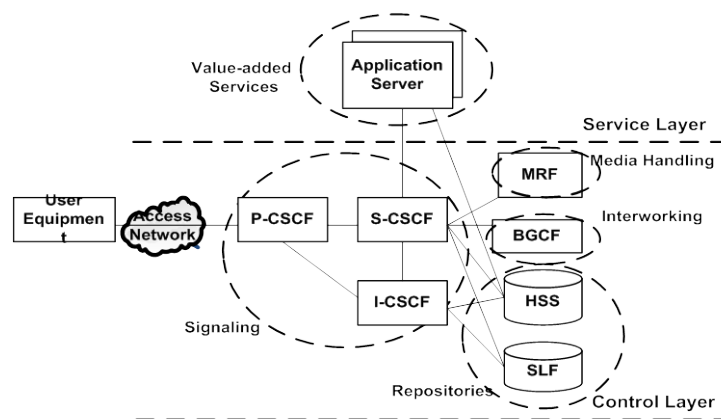 Value-added
Services
Application
Server
Service Layer
Media Handling
MRF
User
Equipmen
t
Access
Network
P-CSCF
S-CSCF
Interworking
BGCF
I-CSCF
HSS
Signaling
SLF
Repositories
Control Layer